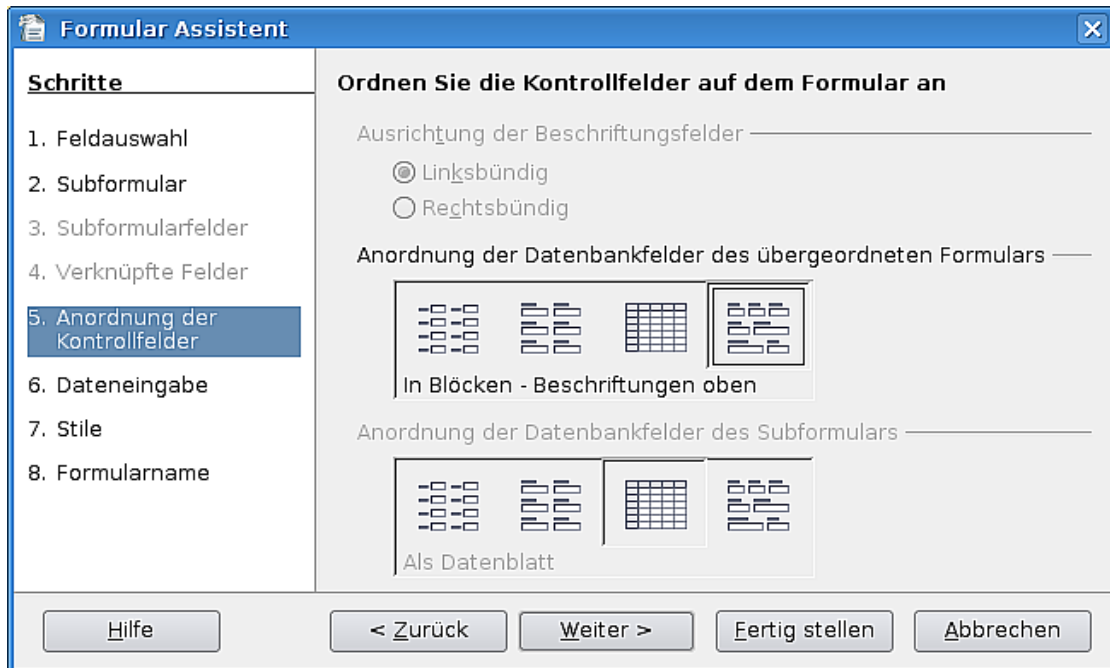 Formular Assistent
Schritte
1. Feldauswahl
2. Subformular
3. Subformularfelder
4. Verknüpfte Felder
5. Anordnung der
Kontrollfelder
6. Dateneingabe
7. Stile
8. Formularname
Ordnen Sie die Kontrollfelder auf dem Formular an
Ausrichtung der Beschriftungsfelder
Linksbündig
Rechtsbündig
Anordnung der Datenbankfelder des übergeordneten Formulars
In Blöcken - Beschriftungen oben
Anordnung der Datenbankfelder des Subformulars
Als Datenblatt
Hilfe
< Zurück
Weiter >
Fertig stellen
Abbrechen